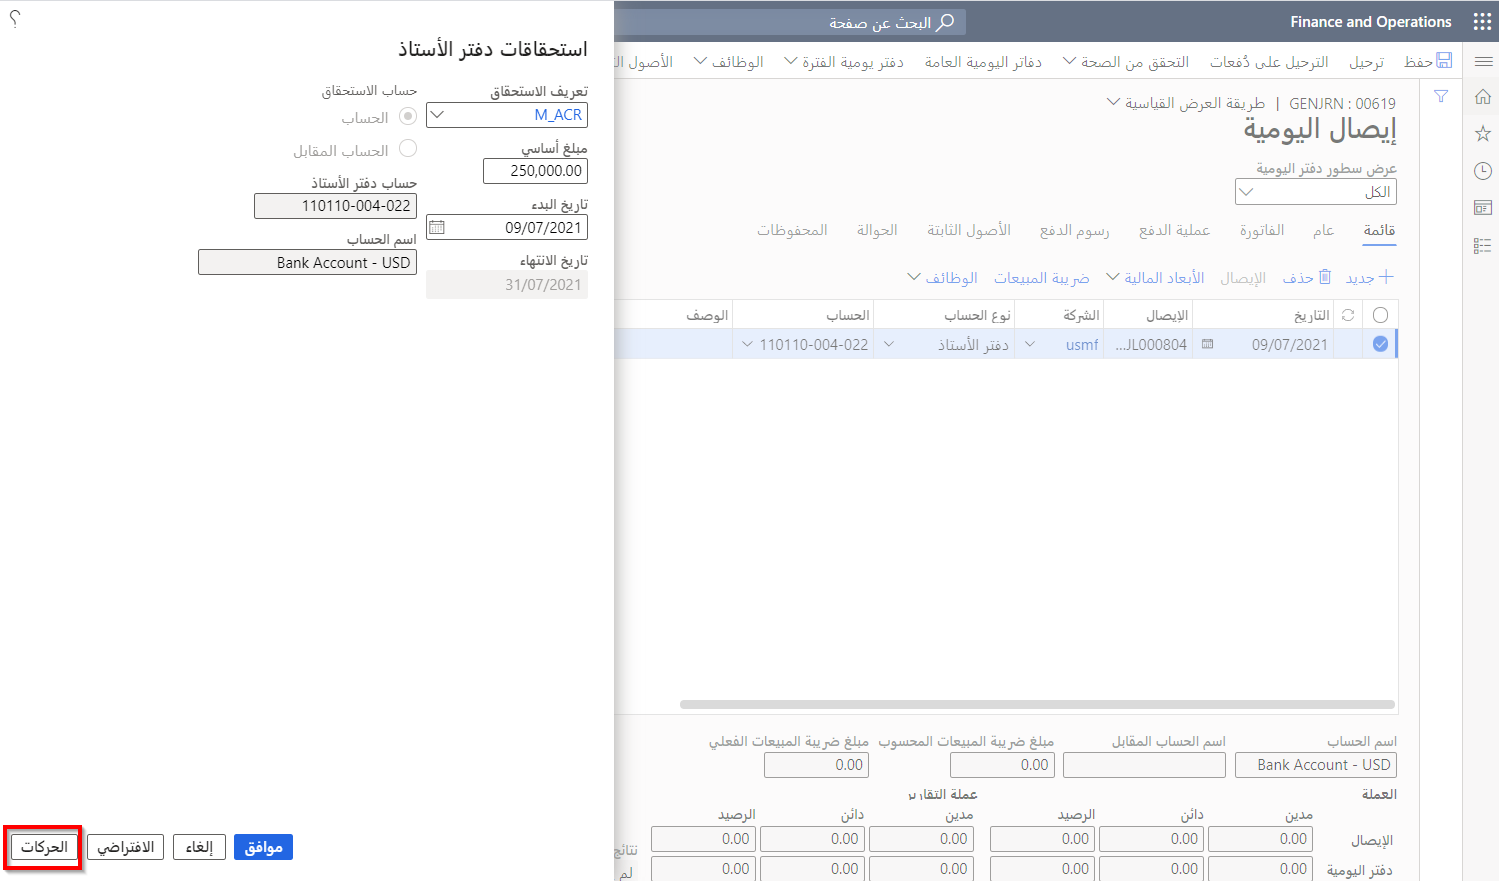 Finance and Operations
البحث عن صفحة
حفظ
ترحيل
الترحيل على دُفعات
التحقق من الصحة
دفاتر اليومية العامة
دفتر يومية الفترة
الوظائف
الأصول
GENJRN : 00619 | طريقة العرض القياسية
إيصال اليومية
عرض سطور دفتر اليومية
الكل
قائمة
عام
الفاتورة
عملية الدفع
رسوم الدفع
الأصول الثابتة
الحوالة
المحفوظات
جديد
حذف
الإيصال
الأبعاد المالية
ضريبة المبيعات
الوظائف
التاريخ
الإيصال
الشركة
نوع الحساب
الحساب
الوصف
09/07/2021
JL000804...
usmf
دفتر الأستاذ
110110-004-022
اسم الحساب
اسم الحساب المقابل
مبلغ ضريبة المبيعات المحسوب
مبلغ ضريبة المبيعات الفعلي
Bank Account - USD
0.00
0.00
العملة
عملة التقارير
مدين
دائن
الرصيد
مدين
دائن
الرصيد
الإيصال
0.00
0.00
0.00
0.00
0.00
0.00
نتائج
دفتر اليومية
0.00
0.00
0.00
0.00
0.00
0.00
لم
استحقاقات دفتر الأستاذ
تعريف الاستحقاق
M_ACR
مبلغ أساسي
250,000.00
تاريخ البدء
09/07/2021
تاريخ الانتهاء
31/07/2021
حساب الاستحقاق
الحساب
الحساب المقابل
حساب دفتر الأستاذ
110110-004-022
اسم الحساب
Bank Account - USD
موافق
إلغاء
الافتراضي
الحركات